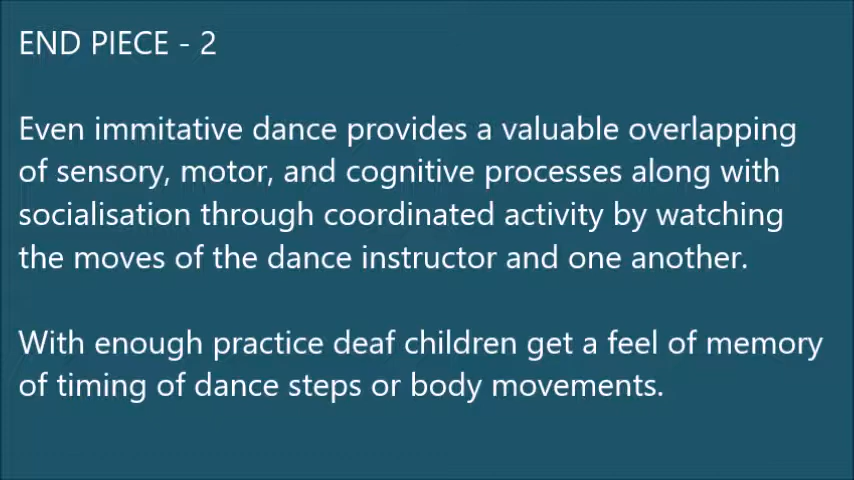 END PIECE - 2
Even immitative dance provides a valuable overlapping
of sensory, motor, and cognitive processes along with
socialisation through coordinated activity by watching
the moves of the dance instructor and one another.
With enough practice deaf children get a feel of memory
of timing of dance steps or body movements.